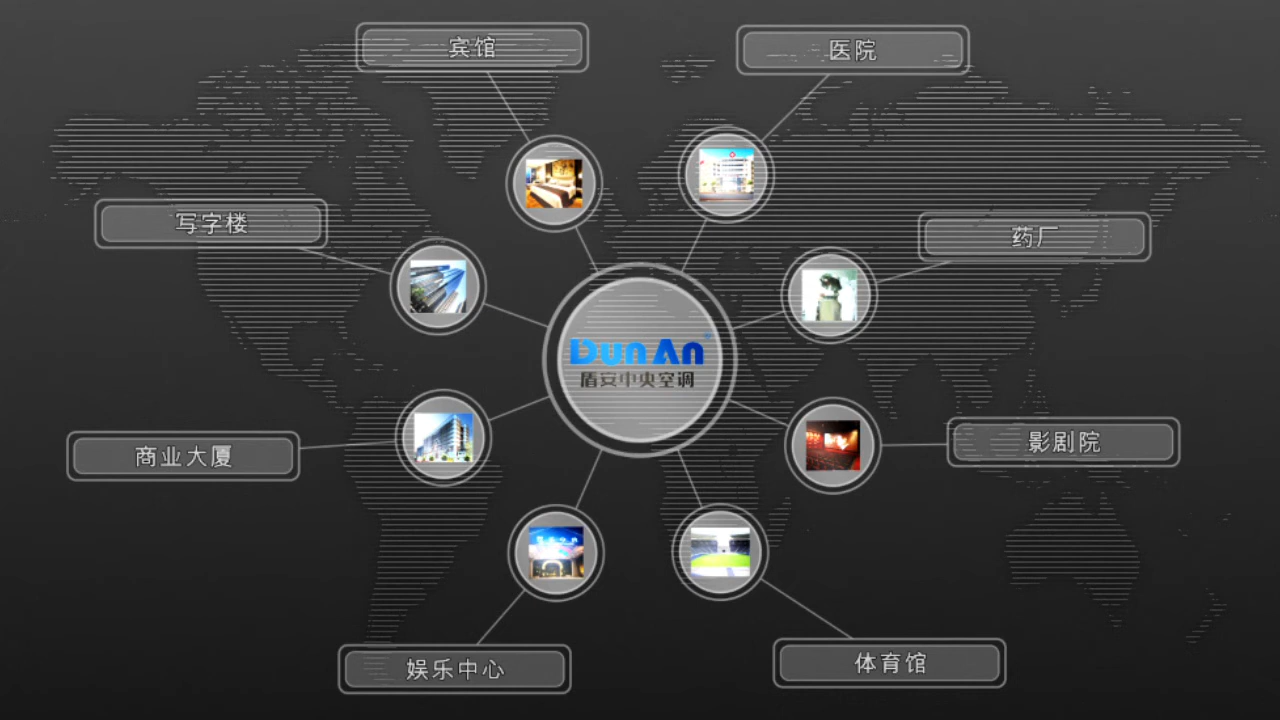 宾馆
医院
写字楼
药厂
DunAn
盾安中央空调
商业大厦
影剧院
娱乐中心
体育馆